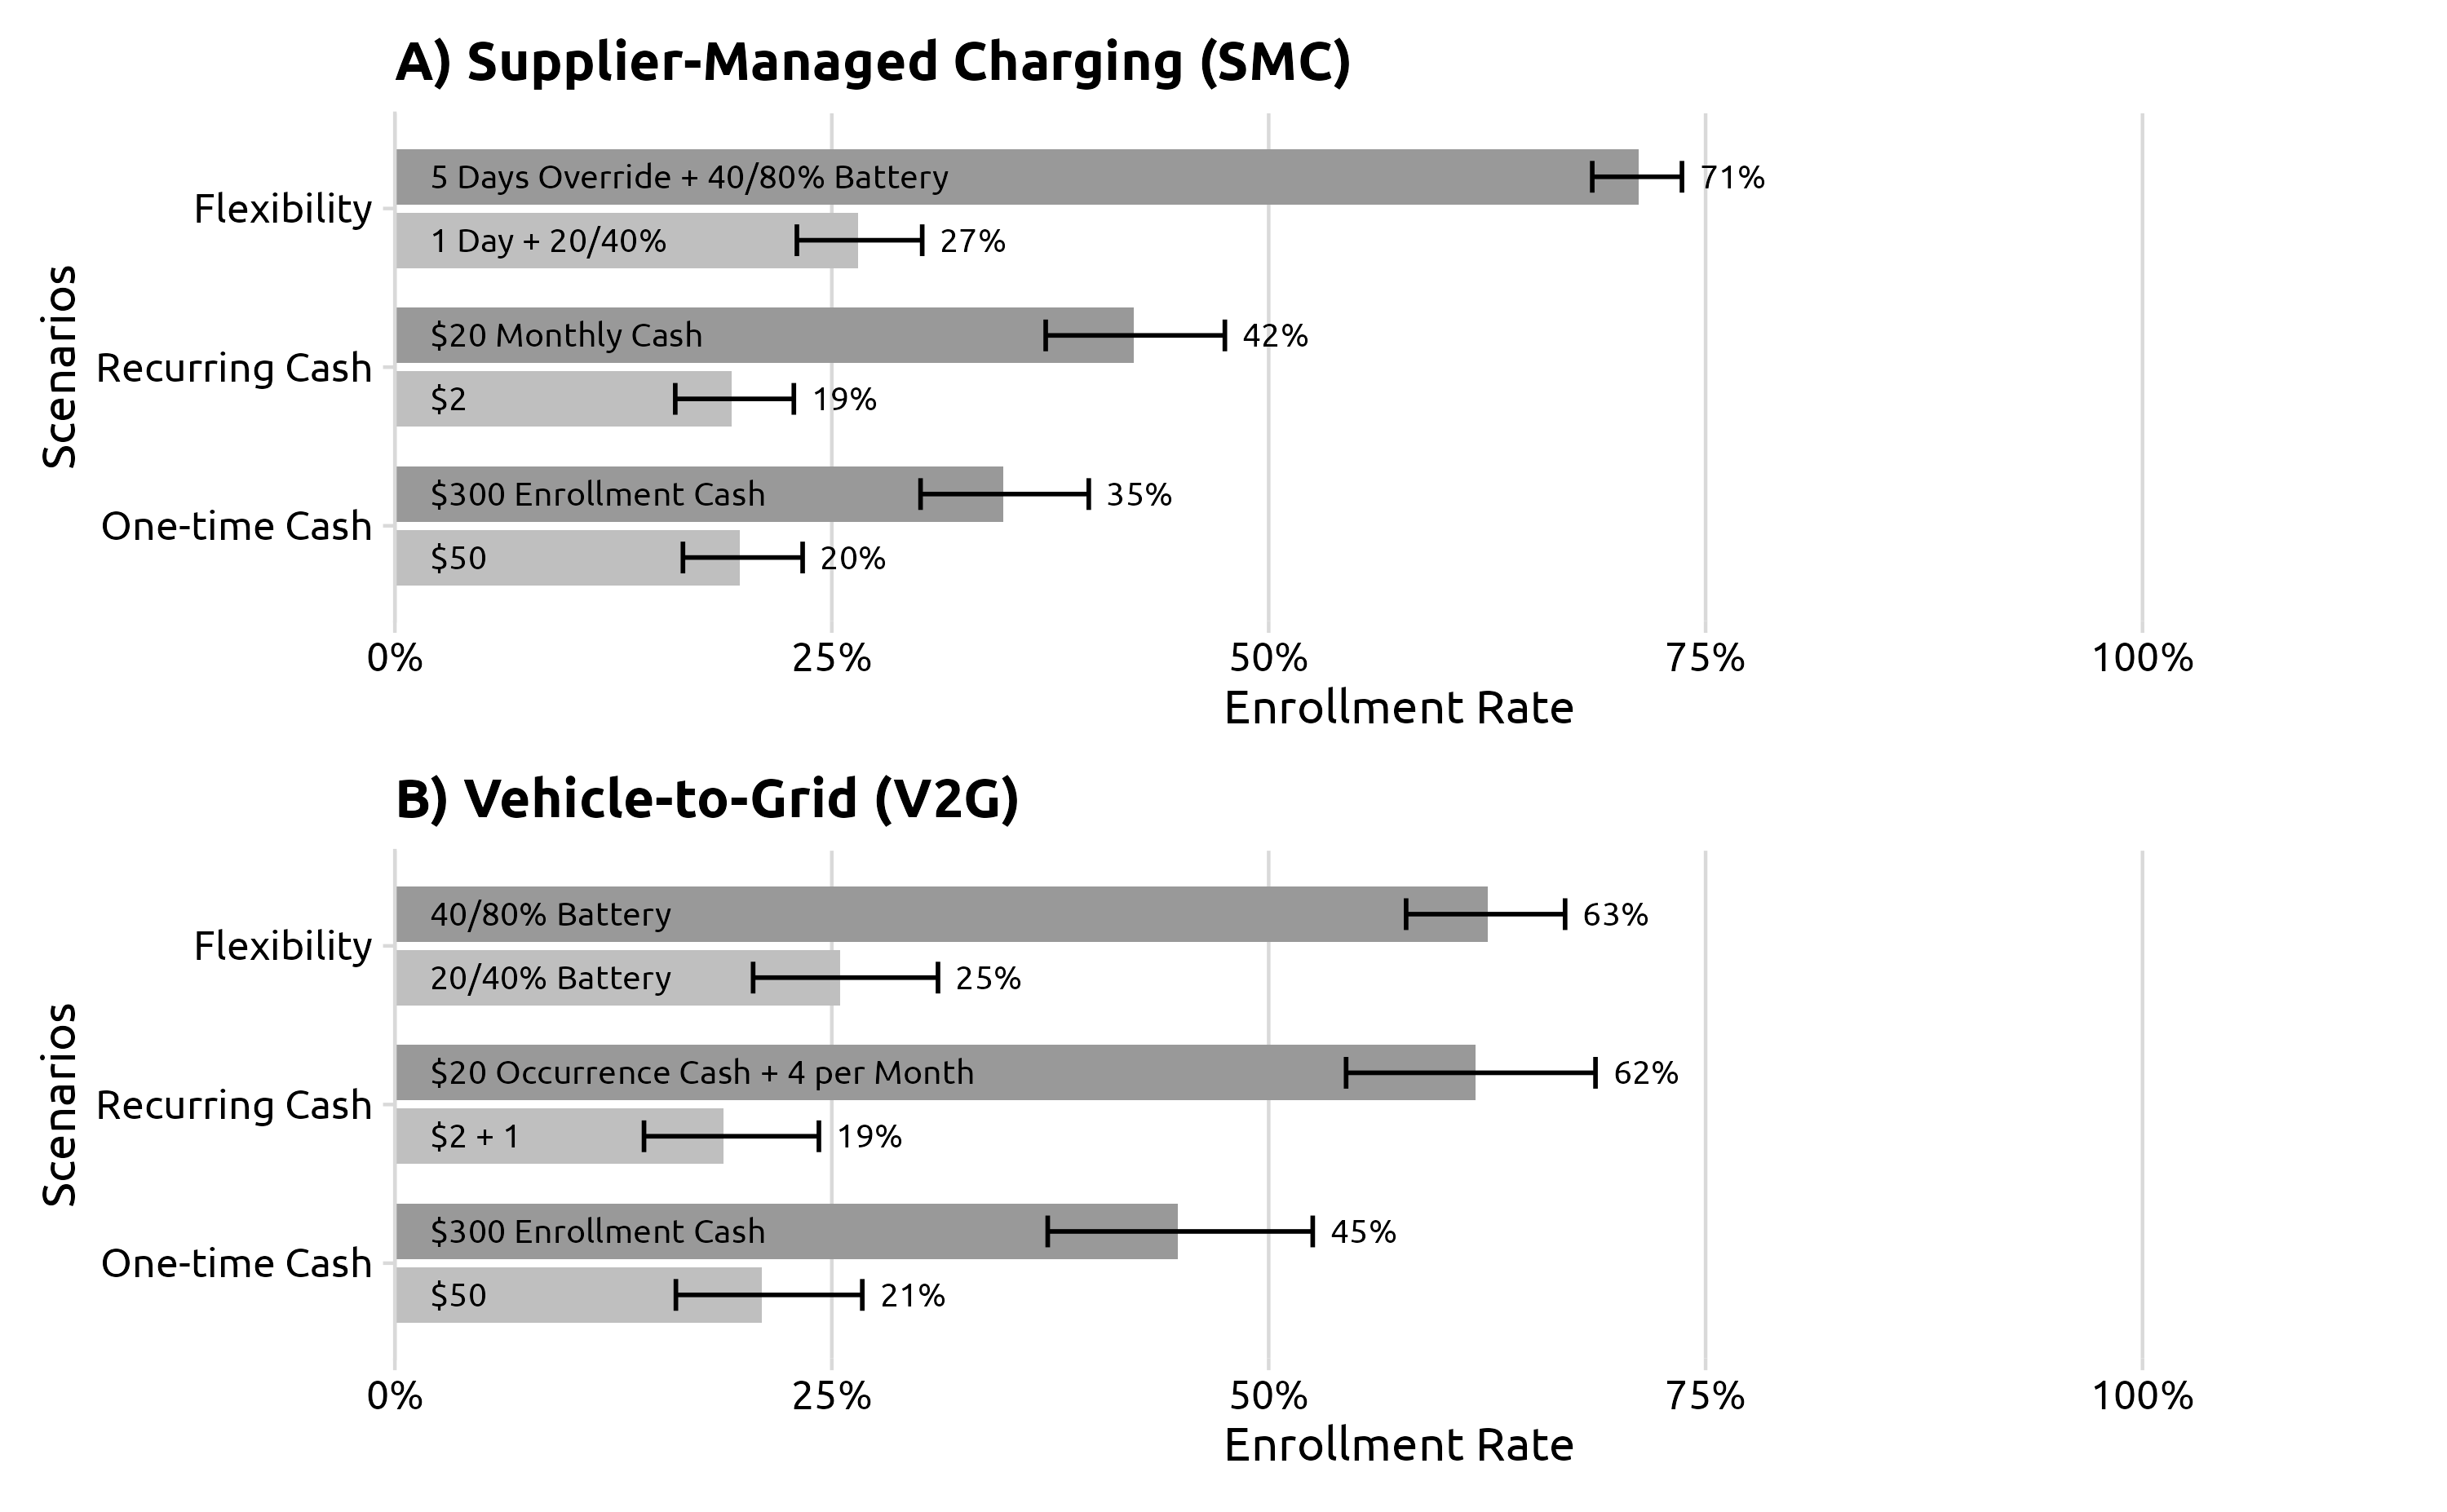 A) Supplier-Managed Charging (SMC)
Scenarios
Flexibility
5 Days Override + 40/80% Battery
71%
1 Day + 20/40%
27%
Recurring Cash
$20 Monthly Cash
42%
$2
19%
One-time Cash
$300 Enrollment Cash
35%
$50
20%
0% 25% 50% 75% 100%
Enrollment Rate
B) Vehicle-to-Grid (V2G)
Scenarios
Flexibility
40/80% Battery
63%
20/40% Battery
25%
Recurring Cash
$20 Occurrence Cash + 4 per Month
62%
$2 + 1
19%
One-time Cash
$300 Enrollment Cash
45%
$50
21%
0% 25% 50% 75% 100%
Enrollment Rate